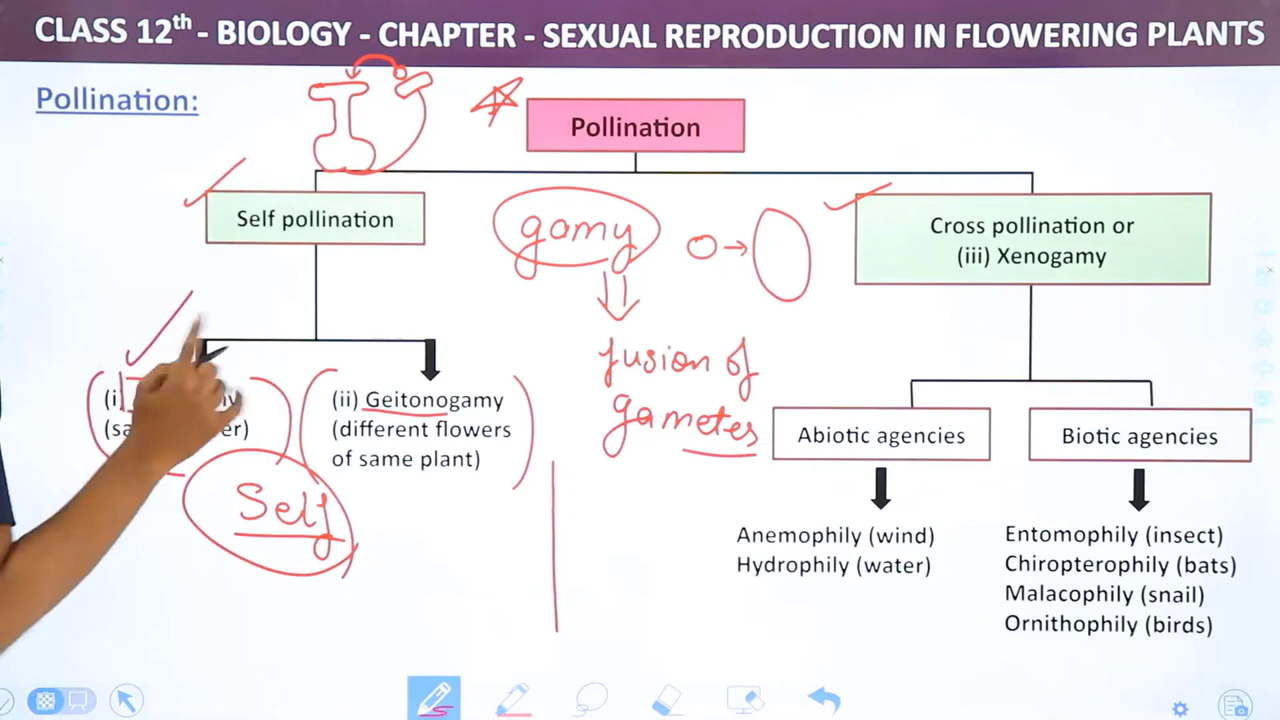 CLASS 12th - BIOLOGY - CHAPTER - SEXUAL REPRODUCTION IN FLOWERING PLANTS
Pollination:
Pollination
Self pollination
gamy
Cross pollination or
(iii) Xenogamy
fusion of
gametes
(i)
(ii) Geitonogamy
(different flowers
of same plant)
Self
Abiotic agencies
Biotic agencies
Anemophily (wind)
Hydrophily (water)
Entomophily (insect)
Chiropterophily (bats)
Malacophily (snail)
Ornithophily (birds)